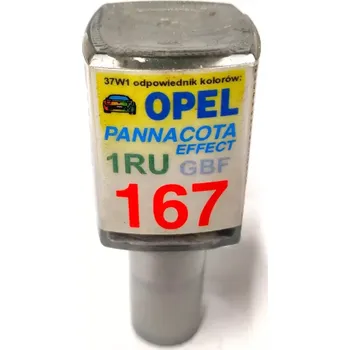 37W1 odpowiednik kolorów:
OPEL
PANNACOTA
EFFECT
1RU GBF
167